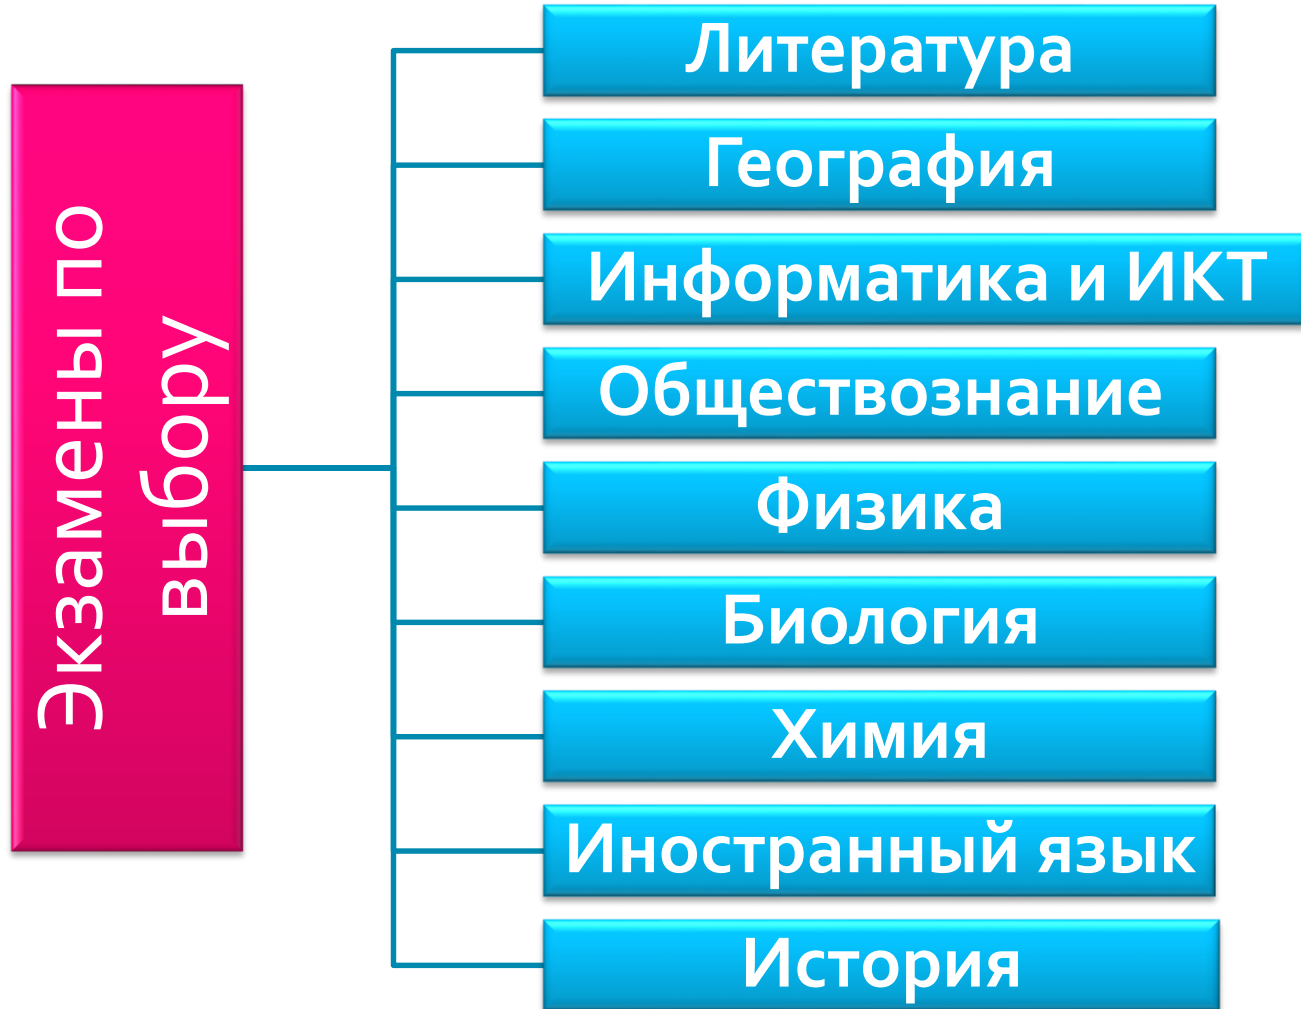 Экзамены по
выбору
Литература
География
Информатика и ИКТ
Обществознание
Физика
Биология
Химия
Иностранный язык
История